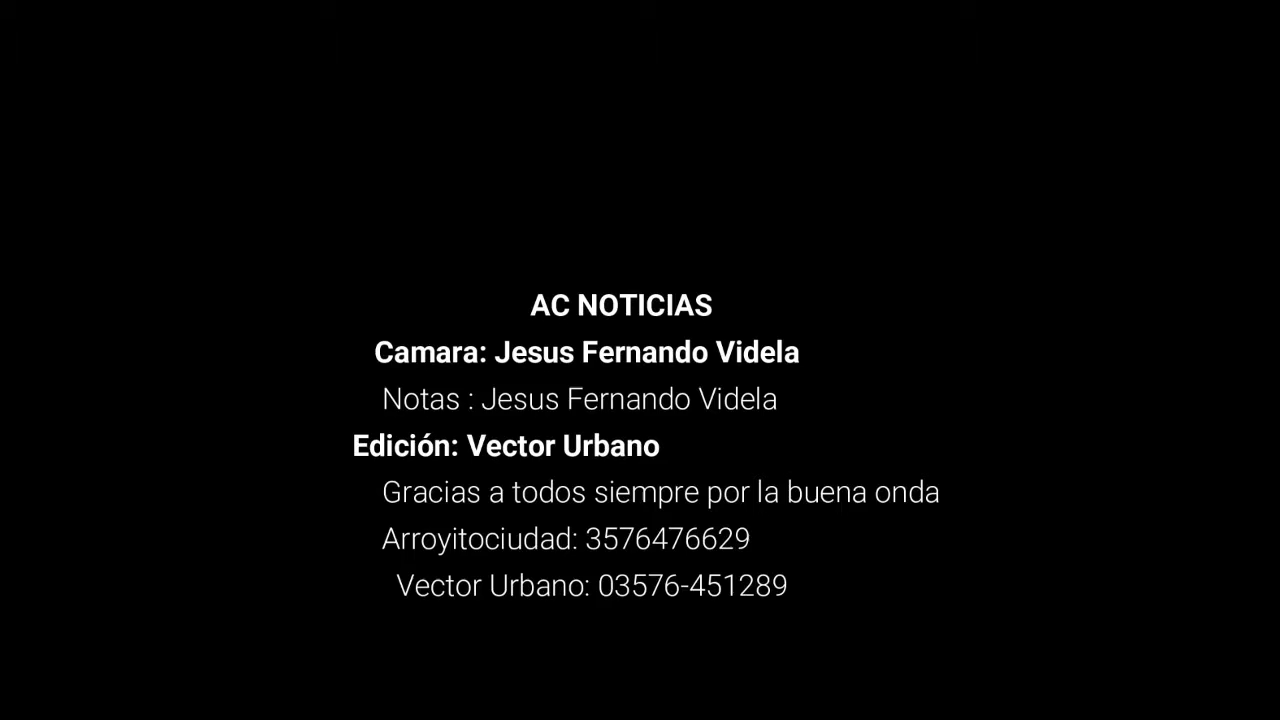 AC NOTICIAS
Camara: Jesus Fernando Videla
Notas : Jesus Fernando Videla
Edición: Vector Urbano
Gracias a todos siempre por la buena onda
Arroyitociudad: 3576476629
Vector Urbano: 03576-451289